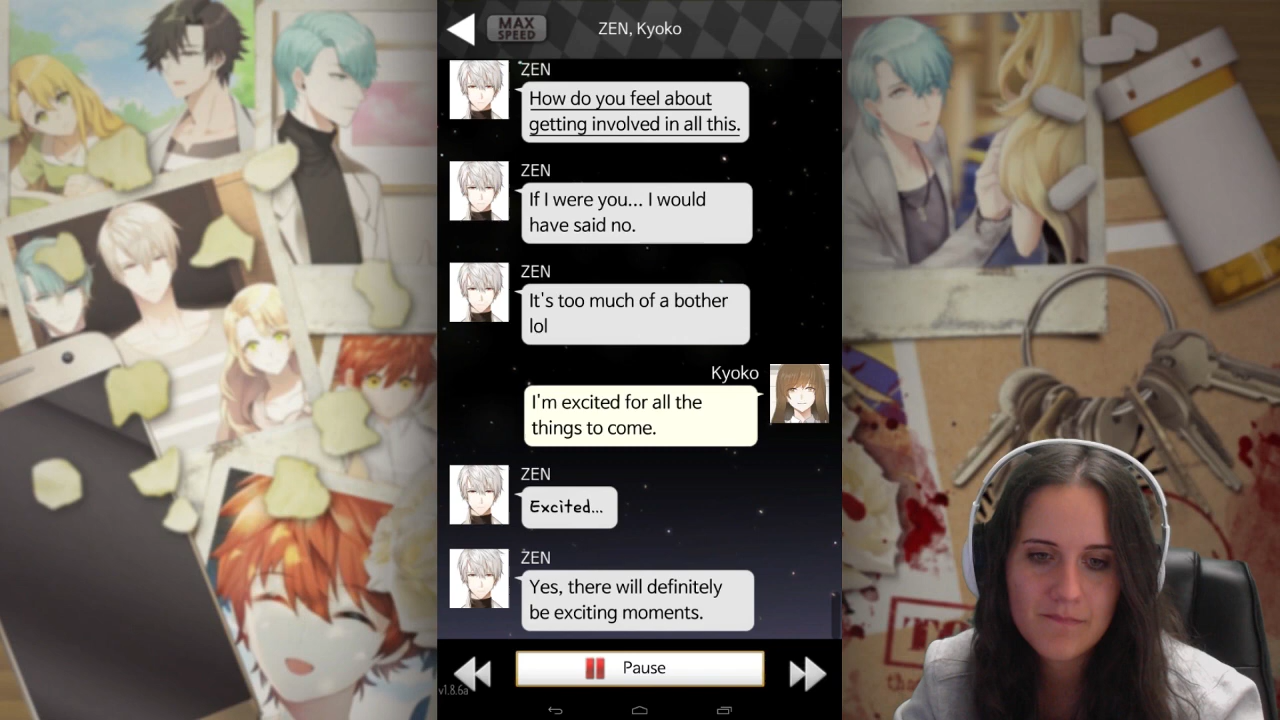 MAX
SPEED
ZEN, Kyoko
ZEN
How do you feel about
getting involved in all this.
ZEN
If I were you... I would
have said no.
ZEN
It's too much of a bother
lol
Kyoko
I'm excited for all the
things to come.
ZEN
Excited...
ZEN
Yes, there will definitely
be exciting moments.
Pause
v1.8.6a